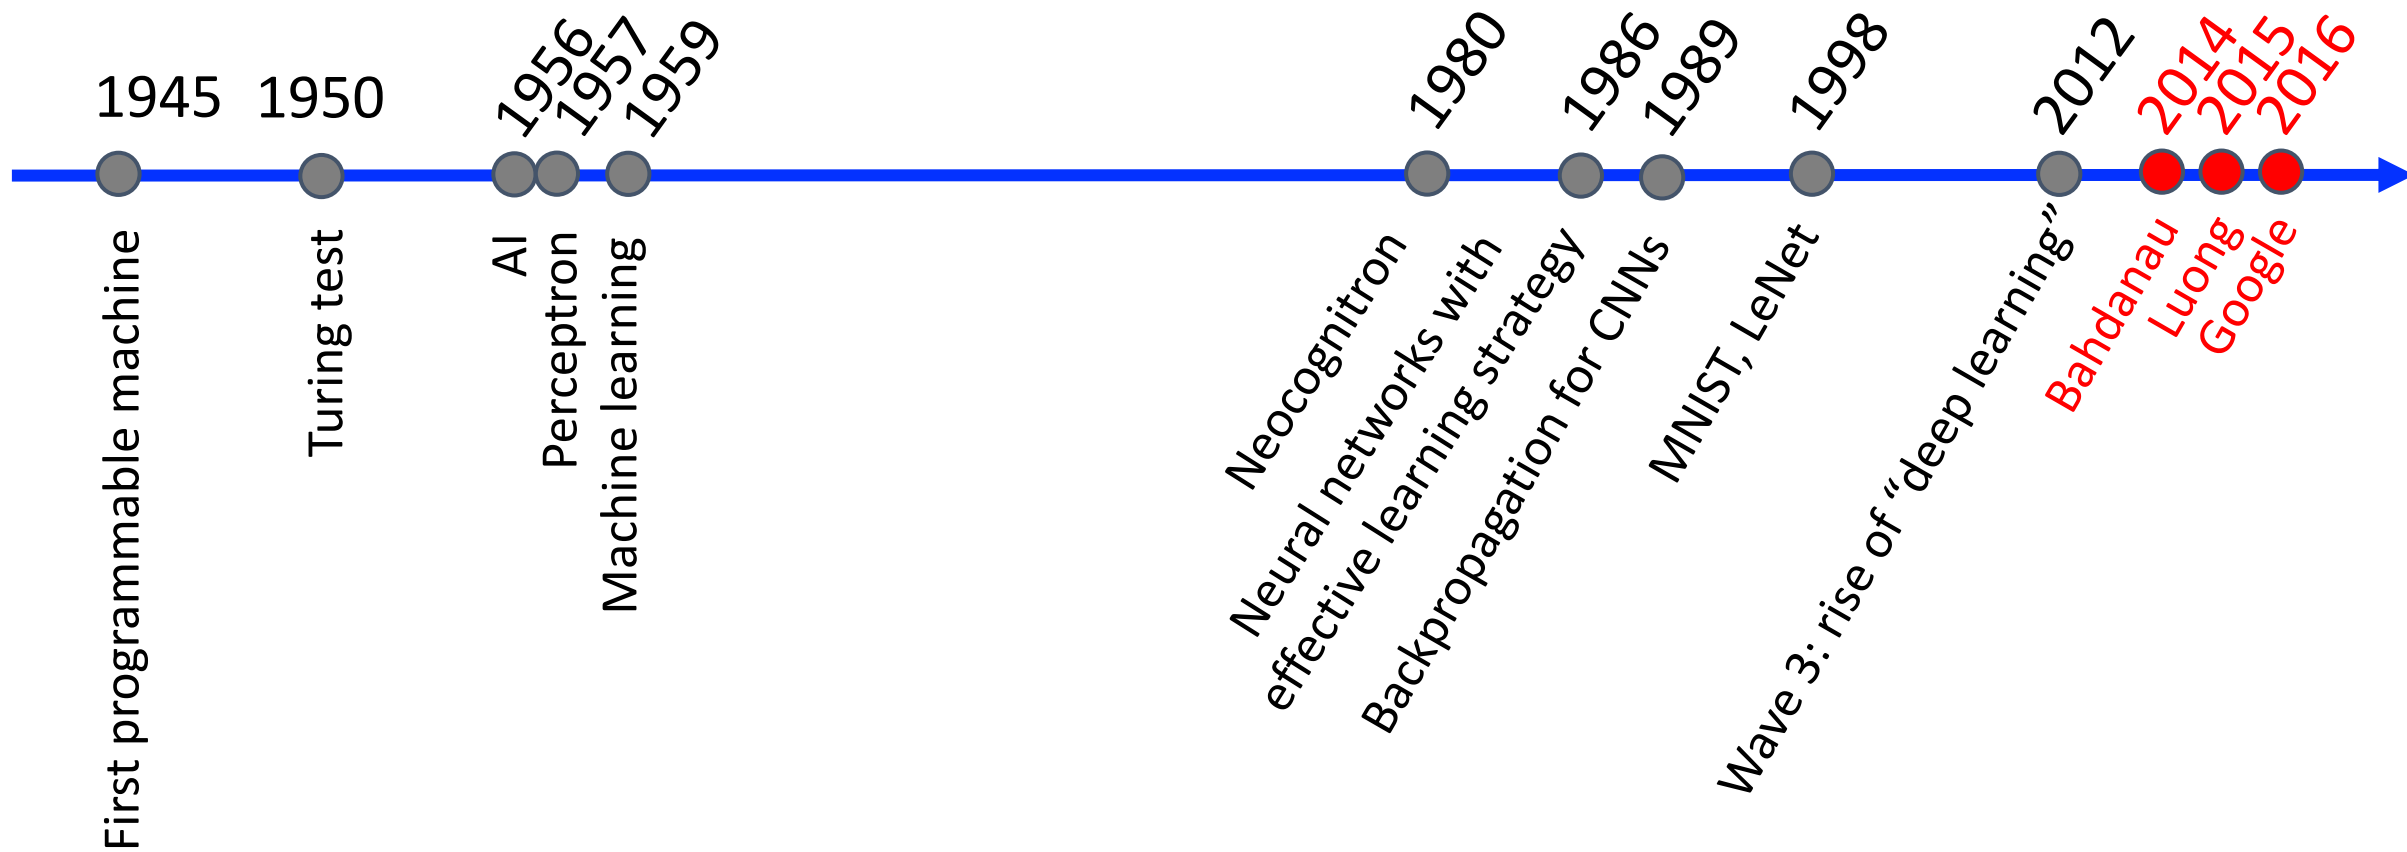 1945
1950
1956
1957
1959
1980
1986
1989
1998
2012
2014
2015
2016
First programmable machine
Turing test
AI
Perceptron
Machine learning
Neocognitron
Neural networks with
effective learning strategy
Backpropagation for CNNs
MNIST, LeNet
Wave 3: rise of “deep learning”
Bahdanau
Luong
Google